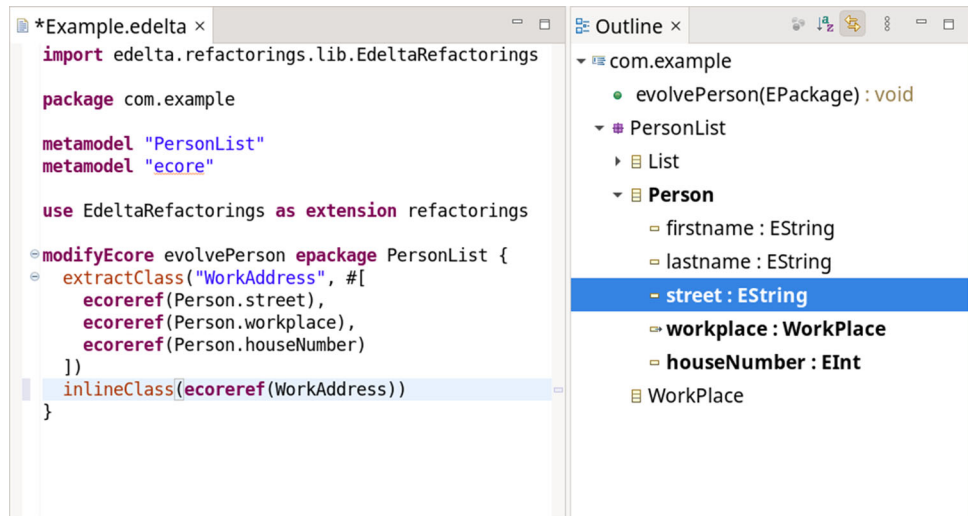 *Example.edelta ×
import edelta.refactorings.lib.EdeltaRefactorings
package com.example
metamodel "PersonList"
metamodel "ecore"
use EdeltaRefactorings as extension refactorings
modifyEcore evolvePerson epackage PersonList {
extractClass("WorkAddress", #[
ecoreref(Person.street),
ecoreref(Person.workplace),
ecoreref(Person.houseNumber)
])
inlineClass(ecoreref(WorkAddress))
}
Outline ×
com.example
evolvePerson(EPackage) : void
PersonList
List
Person
firstname : EString
lastname : EString
street : EString
workplace : WorkPlace
houseNumber : EInt
WorkPlace